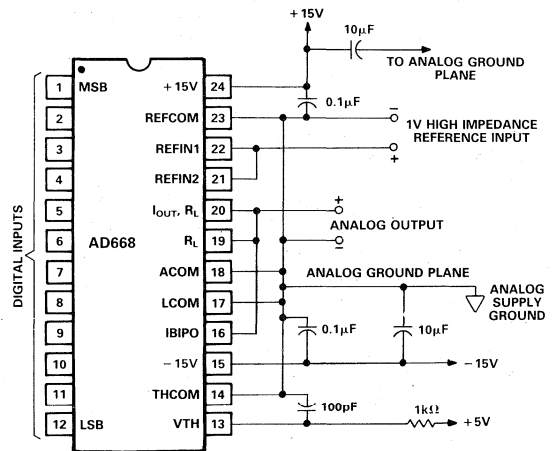 +15V
10µF
TO ANALOG GROUND
PLANE
0.1µF
1 MSB +15V 24
2 REFCOM 23
– 1V HIGH IMPEDANCE
REFERENCE INPUT
+
3 REFIN1 22
4 REFIN2 21
5 IOUT, RL 20
+
ANALOG OUTPUT
–
6 AD668 RL 19
7 ACOM 18
ANALOG GROUND PLANE
ANALOG
SUPPLY
GROUND
8 LCOM 17
9 IBIPO 16
0.1µF
10µF
10 –15V 15
–15V
11 THCOM 14
100pF
1kΩ
+5V
12 LSB VTH 13
DIGITAL INPUTS